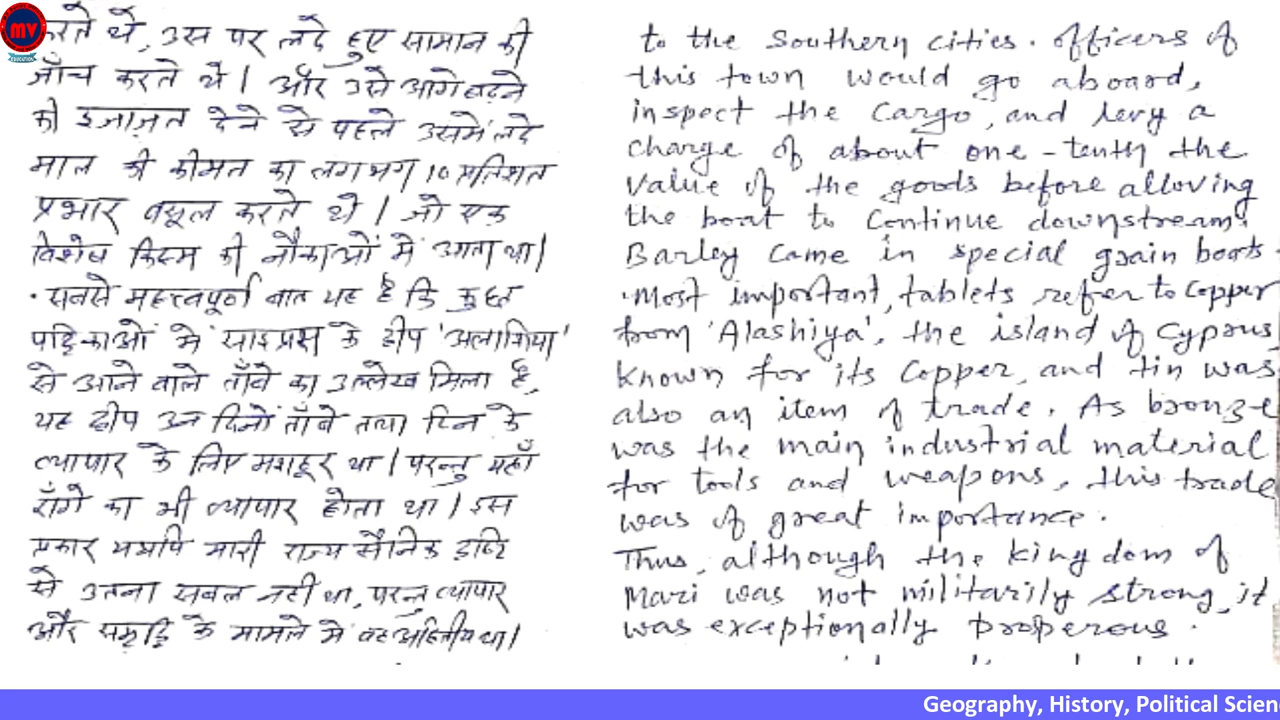 MV
EDUCATION
करते थे, उस पर लदे हुए सामान की
जाँच करते थे। और उसे आगे बढ़ने
की इजाज़त देने से पहले उसमें लदे
माल की कीमत का लगभग 10 प्रतिशत
प्रभार वसूल करते थे। जो एक
विशेष किस्म की नौकाओं में आता था।
• सबसे महत्त्वपूर्ण बात यह है कि कुछ
पट्टिकाओं में साइप्रस के द्वीप 'अलाशिया'
से आने वाले ताँबे का उल्लेख मिला है,
यह द्वीप उन दिनों ताँबे तथा टिन के
व्यापार के लिए मशहूर था। परन्तु यहाँ
राँगे का भी व्यापार होता था। इस
प्रकार यद्यपि मारी राज्य सैनिक दृष्टि
से उतना सबल नहीं था, परन्तु व्यापार
और समृद्धि के मामले में वह अद्वितीय था।
to the Southern cities. officers of
this town would go aboard,
inspect the Cargo, and levy a
charge of about one-tenth the
value of the goods before alloving
the boat to continue downstream.
Barley came in special grain boats.
• Most important, tablets refer to Copper
from 'Alashiya', the island of Cyprus,
known for its Copper, and tin was
also an item of trade. As bronze
was the main industrial material
for tools and weapons, this trade
was of great importance.
Thus, although the kingdom of
Mari was not militarily strong, it
was exceptionally prosperous.
Geography, History, Political Scien